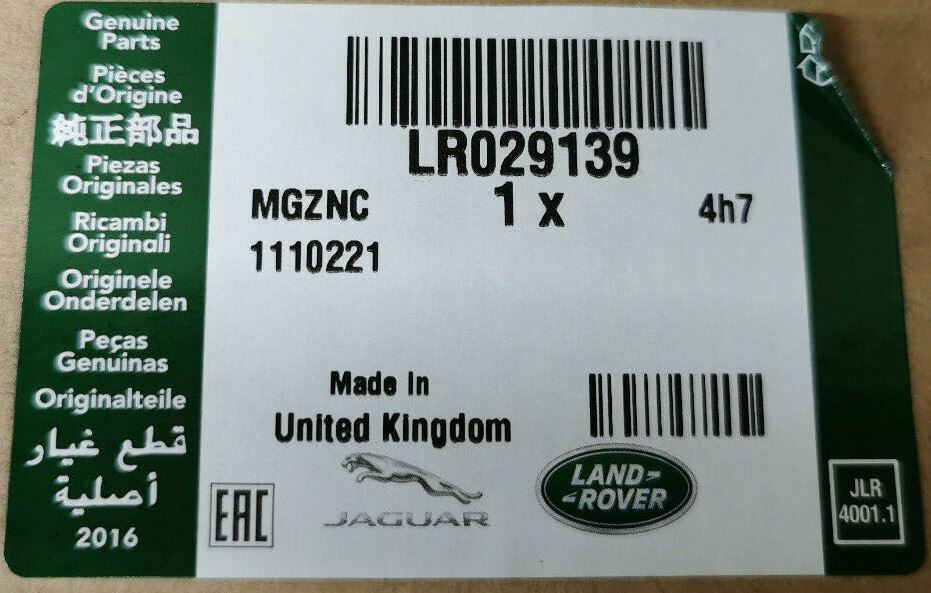 Genuine
Parts
Pièces
d'Origine
純正部品
Piezas
Originales
Ricambi
Originali
Originele
Onderdelen
Peças
Genuinas
Originalteile
قطع غيار
أصلية
2016
LR029139
MGZNC
1 x
4h7
1110221
Made In
United Kingdom
EAC
JAGUAR
LAND
ROVER
JLR
4001.1